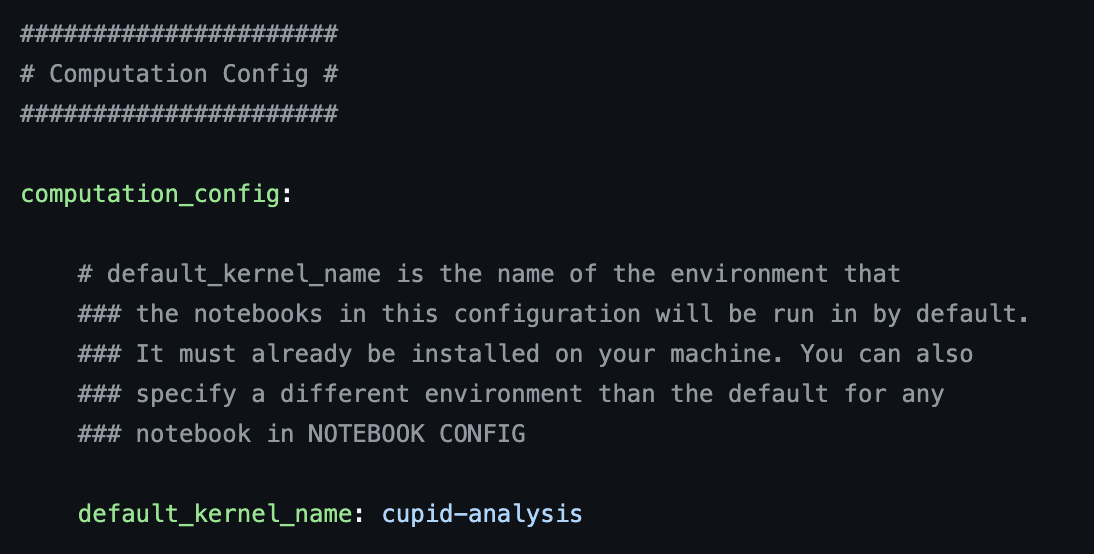 ######################
# Computation Config #
######################
computation_config:
# default_kernel_name is the name of the environment that
### the notebooks in this configuration will be run in by default.
### It must already be installed on your machine. You can also
### specify a different environment than the default for any
### notebook in NOTEBOOK CONFIG
default_kernel_name: cupid-analysis